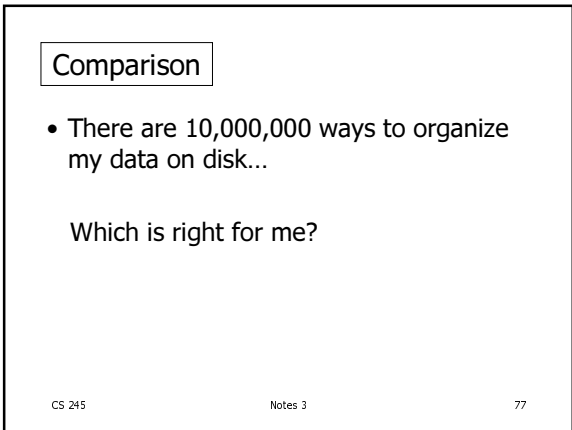 Comparison
• There are 10,000,000 ways to organize
my data on disk…
Which is right for me?
CS 245 Notes 3 77